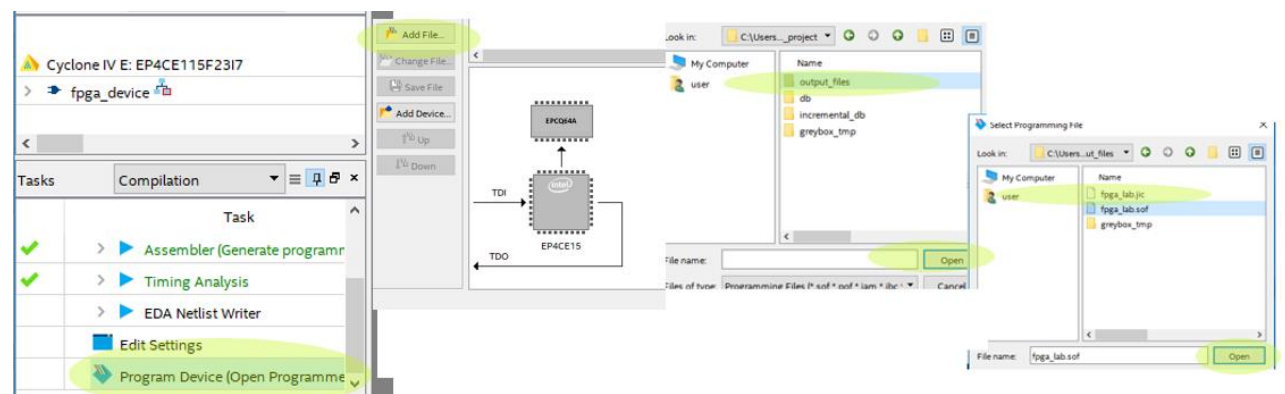 Cyclone IV E: EP4CE115F23I7
fpga_device
Tasks
Compilation
Task
Assembler (Generate programm
Timing Analysis
EDA Netlist Writer
Edit Settings
Program Device (Open Programme
Add File...
Change File...
Save File
Add Device...
Up
Down
EPCQ64A
TDI
intel
EP4CE15
TDO
Look in:
C:\Users..._project
My Computer
user
Name
output_files
db
incremental_db
greybox_tmp
File name:
Open
Files of type: Programming Files (*.sof *.pof *.jam *.jbc
Cancel
Select Programming File
Look in:
C:\Users...ut_files
My Computer
user
Name
fpga_lab.jic
fpga_lab.sof
greybox_tmp
File name:
fpga_lab.sof
Open